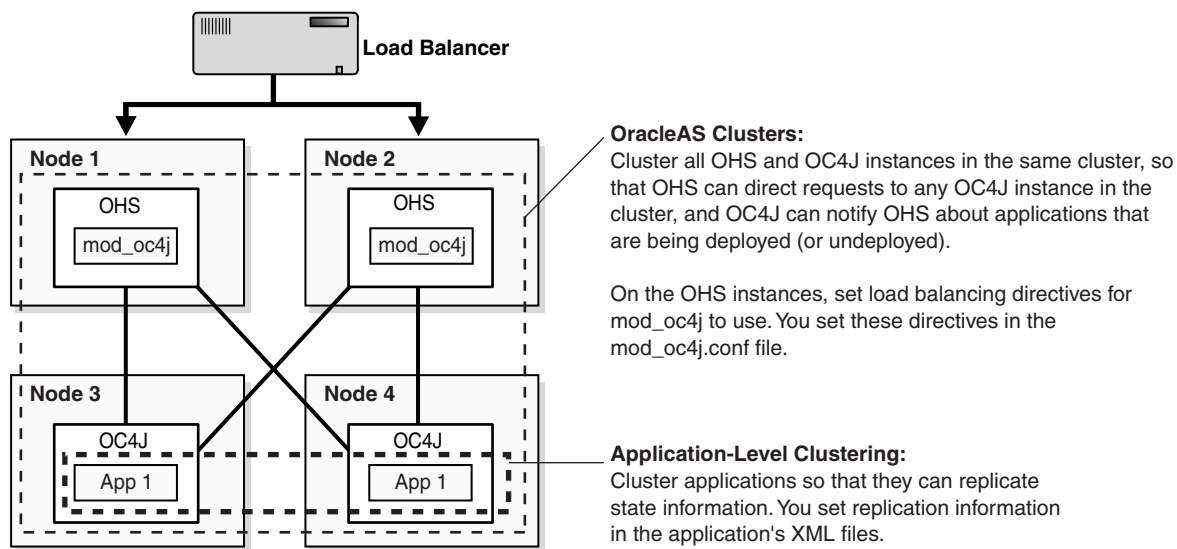 Load Balancer
Node 1
Node 2
OHS
mod_oc4j
OHS
mod_oc4j
OracleAS Clusters:
Cluster all OHS and OC4J instances in the same cluster, so
that OHS can direct requests to any OC4J instance in the
cluster, and OC4J can notify OHS about applications that
are being deployed (or undeployed).
On the OHS instances, set load balancing directives for
mod_oc4j to use. You set these directives in the
mod_oc4j.conf file.
Node 3
Node 4
OC4J
App 1
OC4J
App 1
Application-Level Clustering:
Cluster applications so that they can replicate
state information. You set replication information
in the application's XML files.